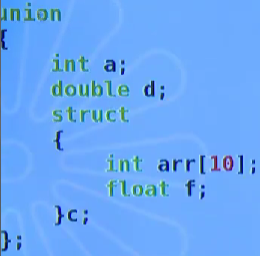 union
{
int a;
double d;
struct
{
int arr[10];
float f;
}c;
};